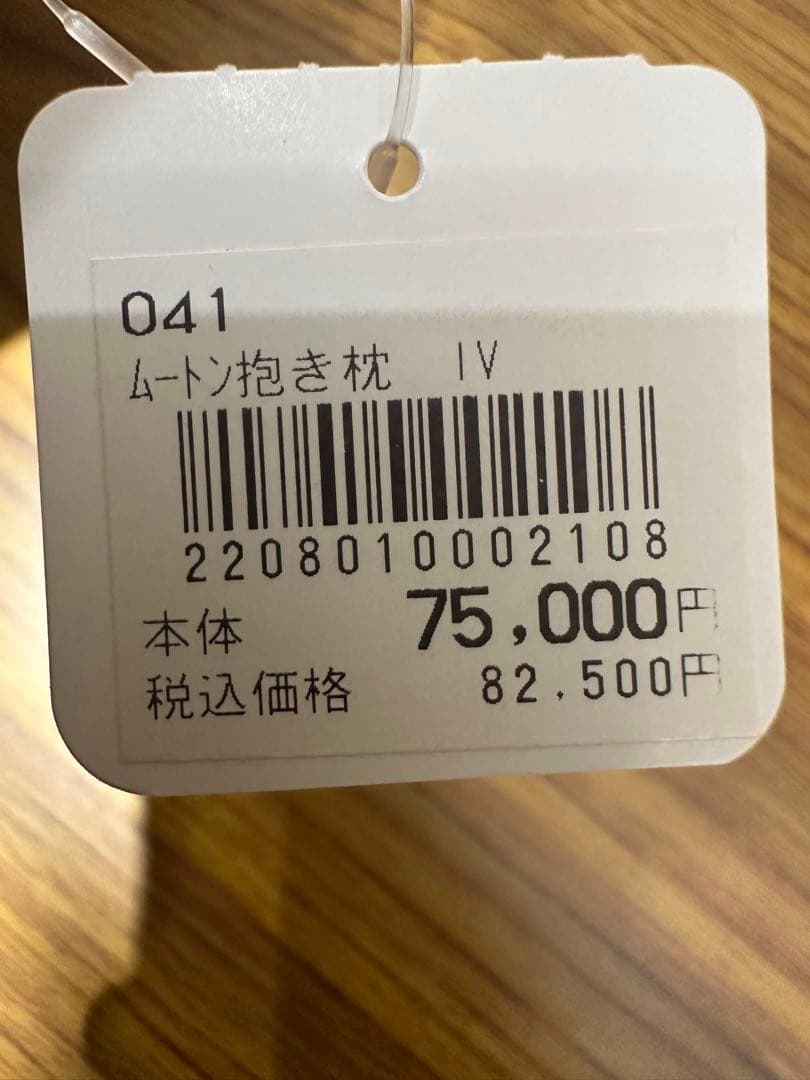 041
ﾑｰﾄﾝ抱き枕　IV
2208010002108
本体 75,000円
税込価格 82,500円